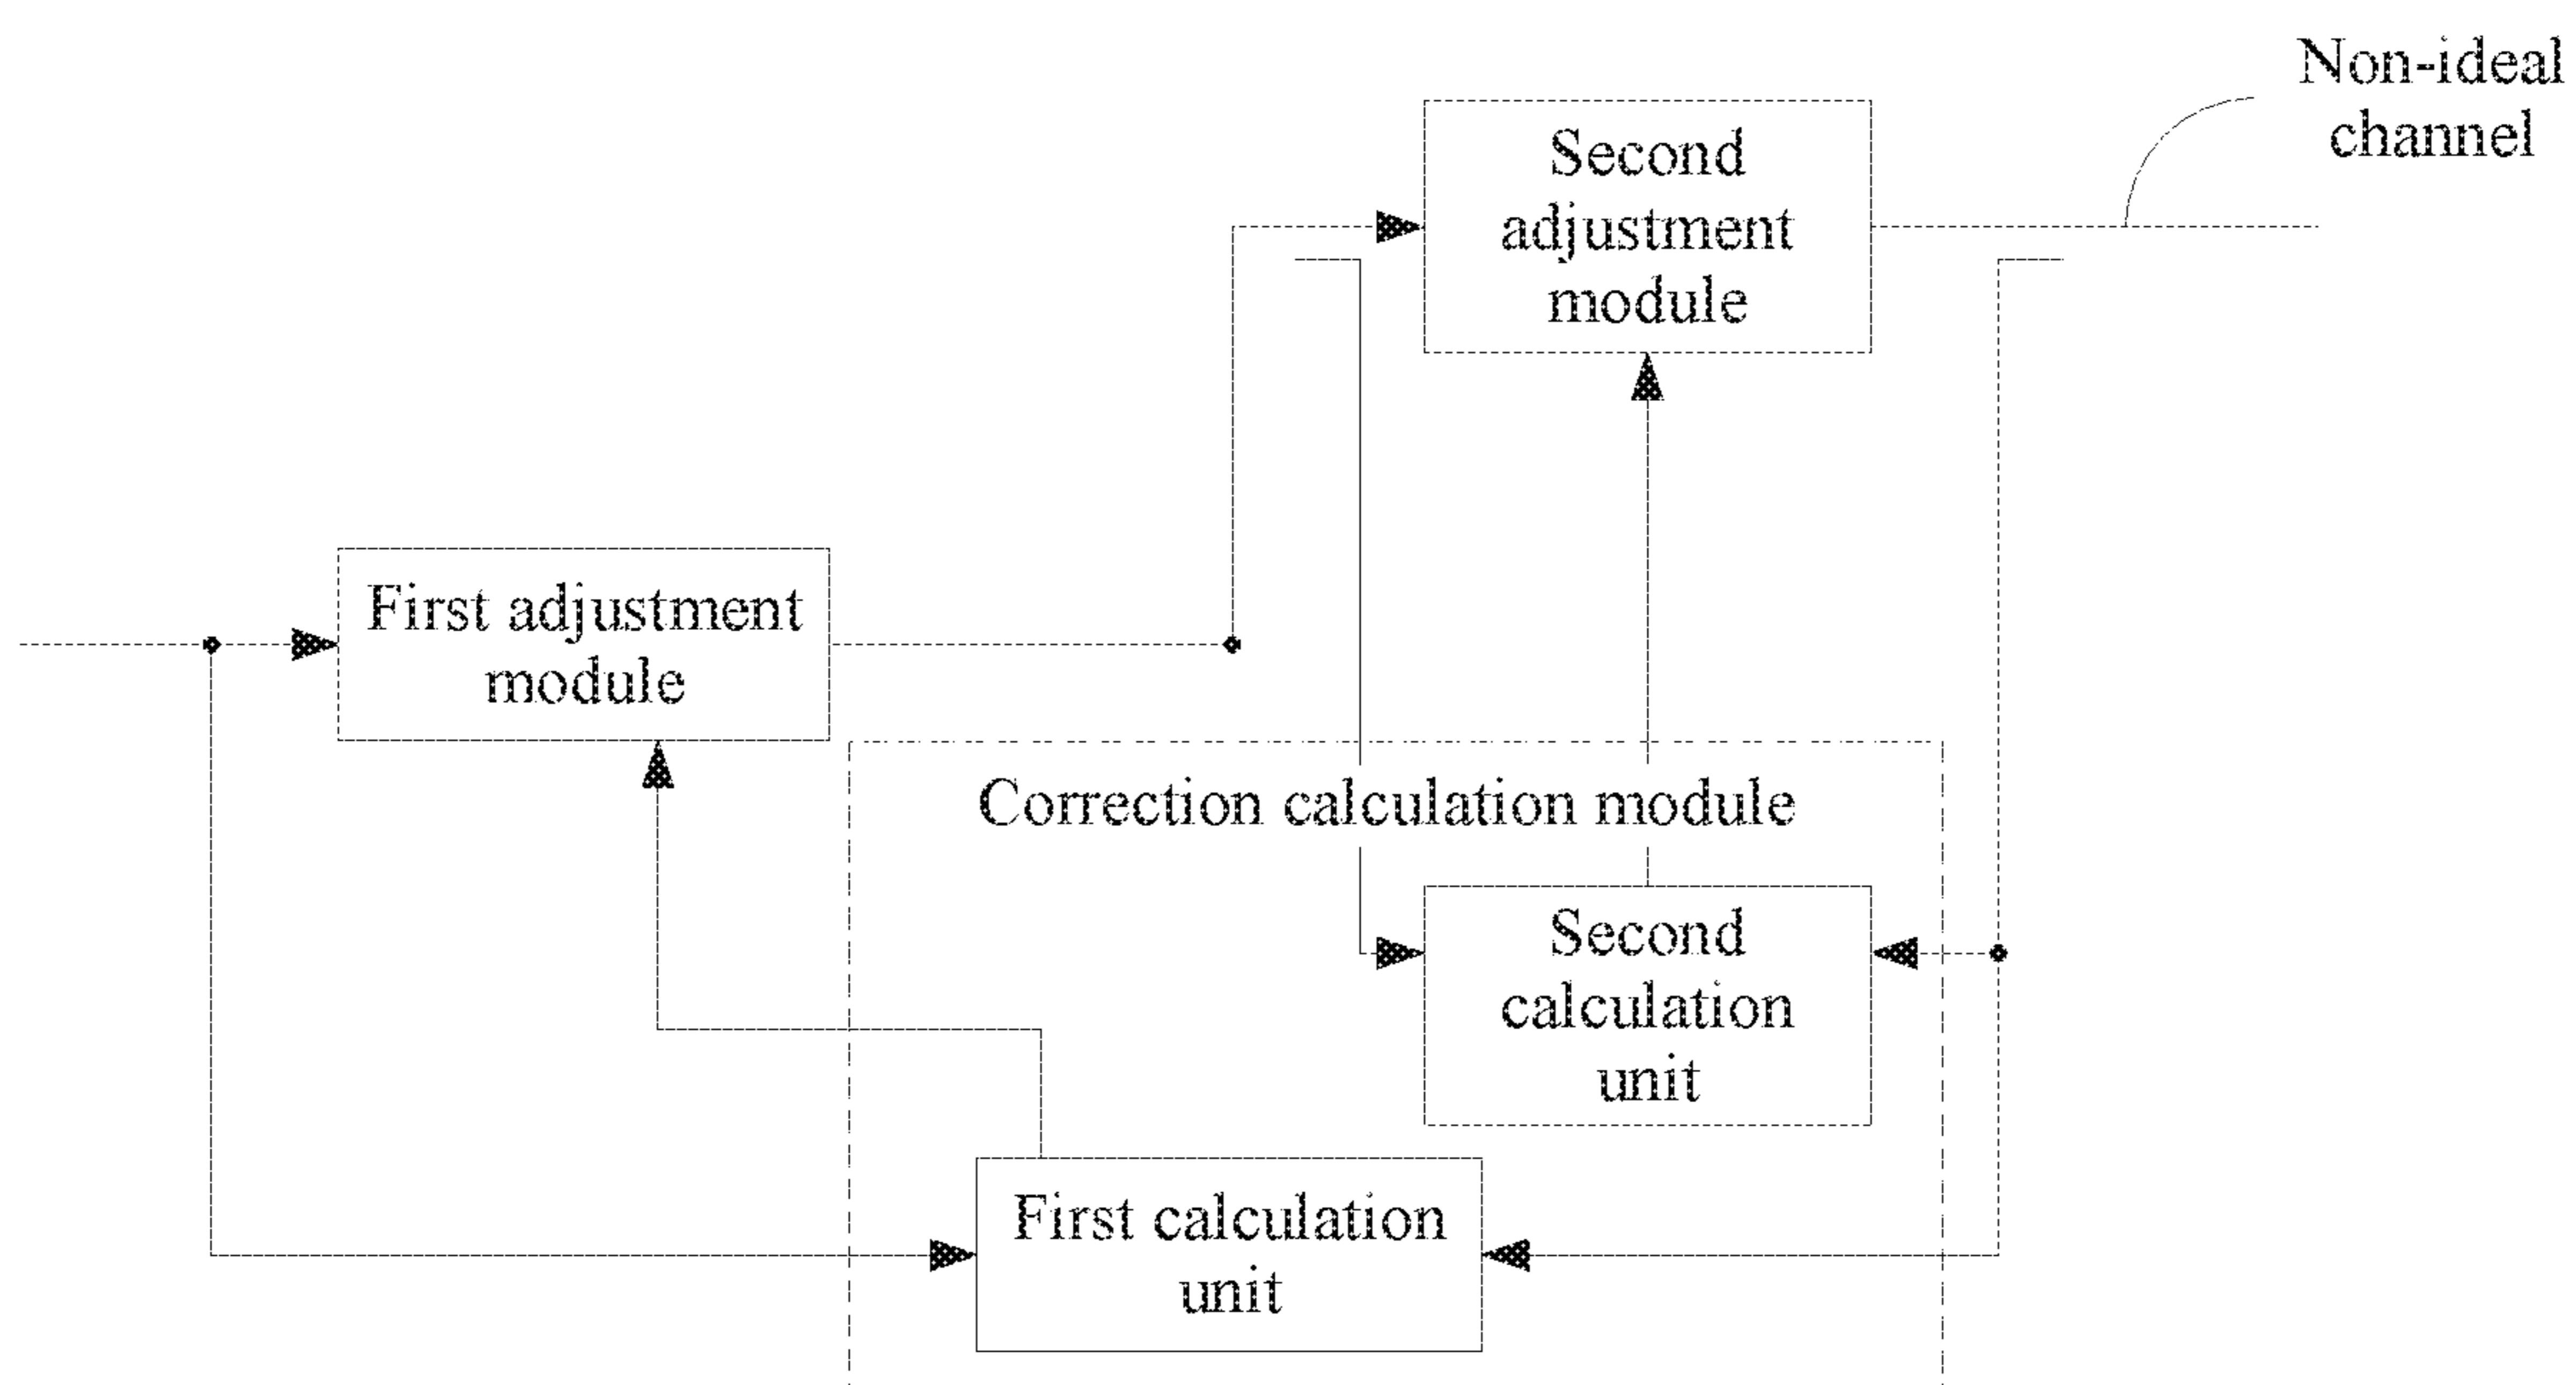 Non-ideal
channel
Second
adjustment
module
First adjustment
module
Correction calculation module
Second
calculation
unit
First calculation
unit